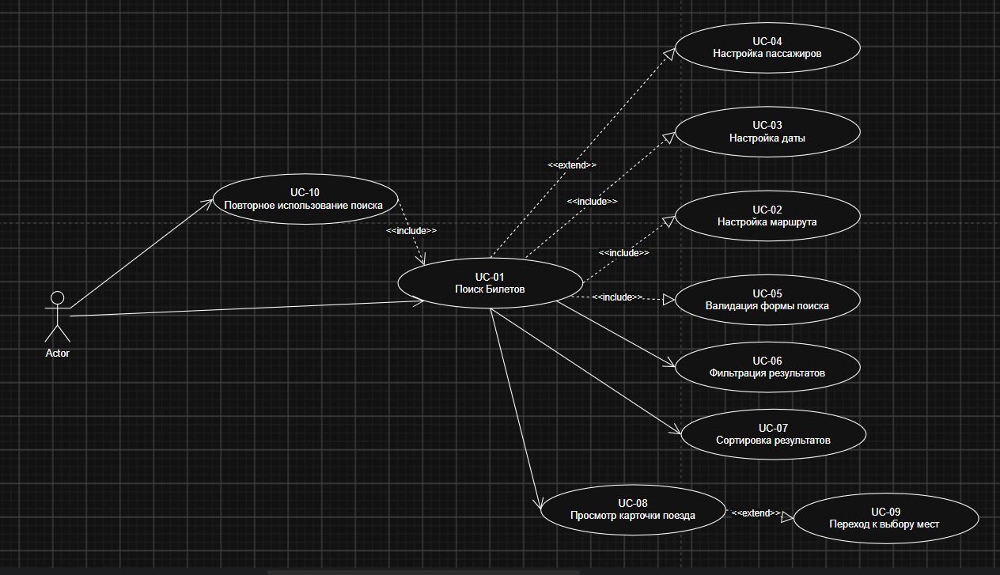 UC-04
Настройка пассажиров
UC-03
Настройка даты
<<extend>>
UC-10
Повторное использование поиска
<<include>>
UC-02
Настройка маршрута
<<include>>
<<include>>
UC-01
Поиск Билетов
<<include>>
UC-05
Валидация формы поиска
Actor
UC-06
Фильтрация результатов
UC-07
Сортировка результатов
UC-08
Просмотр карточки поезда
<<extend>>
UC-09
Переход к выбору мест